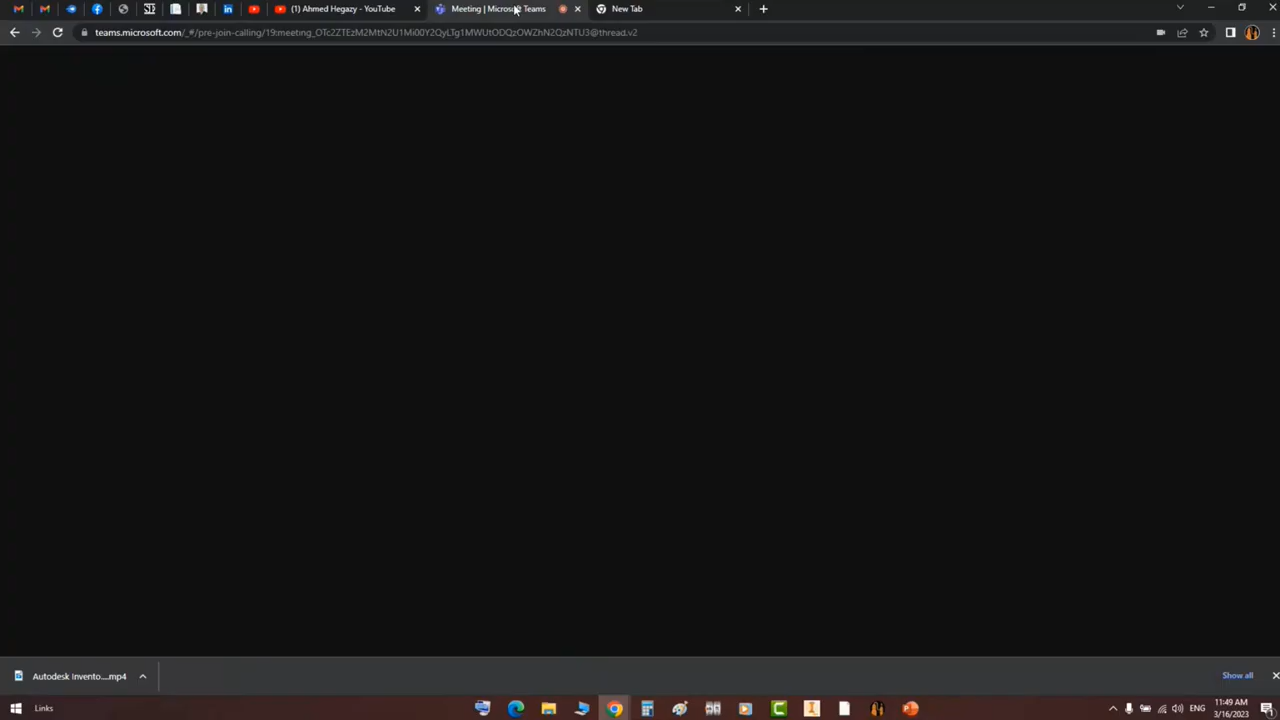 (1) Ahmed Hegazy - YouTube
Meeting | Microsoft Teams
New Tab
teams.microsoft.com/_#/pre-join-calling/19:meeting_OTc2ZTEzM2MtN2U1Mi00Y2QyLTg1MWUtODQzOWZhN2QzNTU3@thread.v2
Autodesk Invento....mp4
Show all
Links
ENG
11:49 AM
3/16/2023